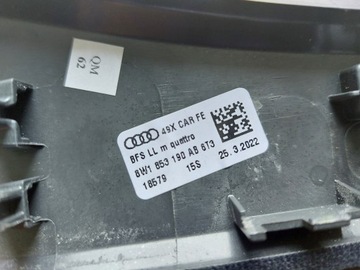 QM
62
49X CAR FE
BFS LL m quattro
8W1 853 190 AB 6T3
18579 15S 25.3.2022